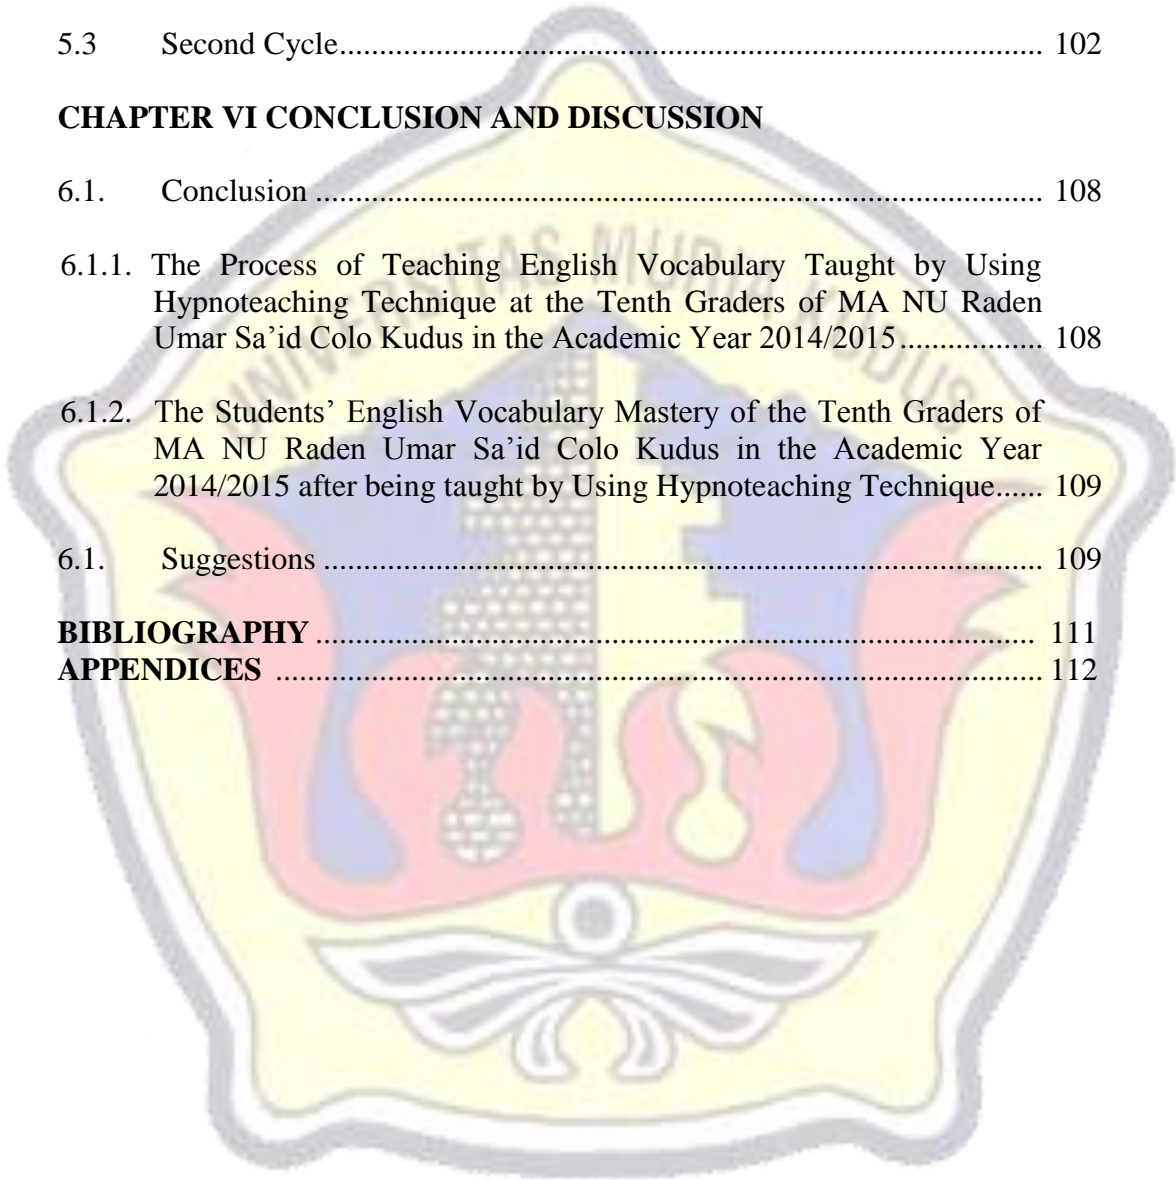 5.3 Second Cycle....................................................................................... 102
CHAPTER VI CONCLUSION AND DISCUSSION
6.1. Conclusion .......................................................................................... 108
6.1.1. The Process of Teaching English Vocabulary Taught by Using
Hypnoteaching Technique at the Tenth Graders of MA NU Raden
Umar Sa’id Colo Kudus in the Academic Year 2014/2015.................. 108
6.1.2. The Students’ English Vocabulary Mastery of the Tenth Graders of
MA NU Raden Umar Sa’id Colo Kudus in the Academic Year
2014/2015 after being taught by Using Hypnoteaching Technique...... 109
6.1. Suggestions ......................................................................................... 109
BIBLIOGRAPHY ......................................................................................... 111
APPENDICES ............................................................................................... 112
UNIVERSITAS MURIA KUDUS